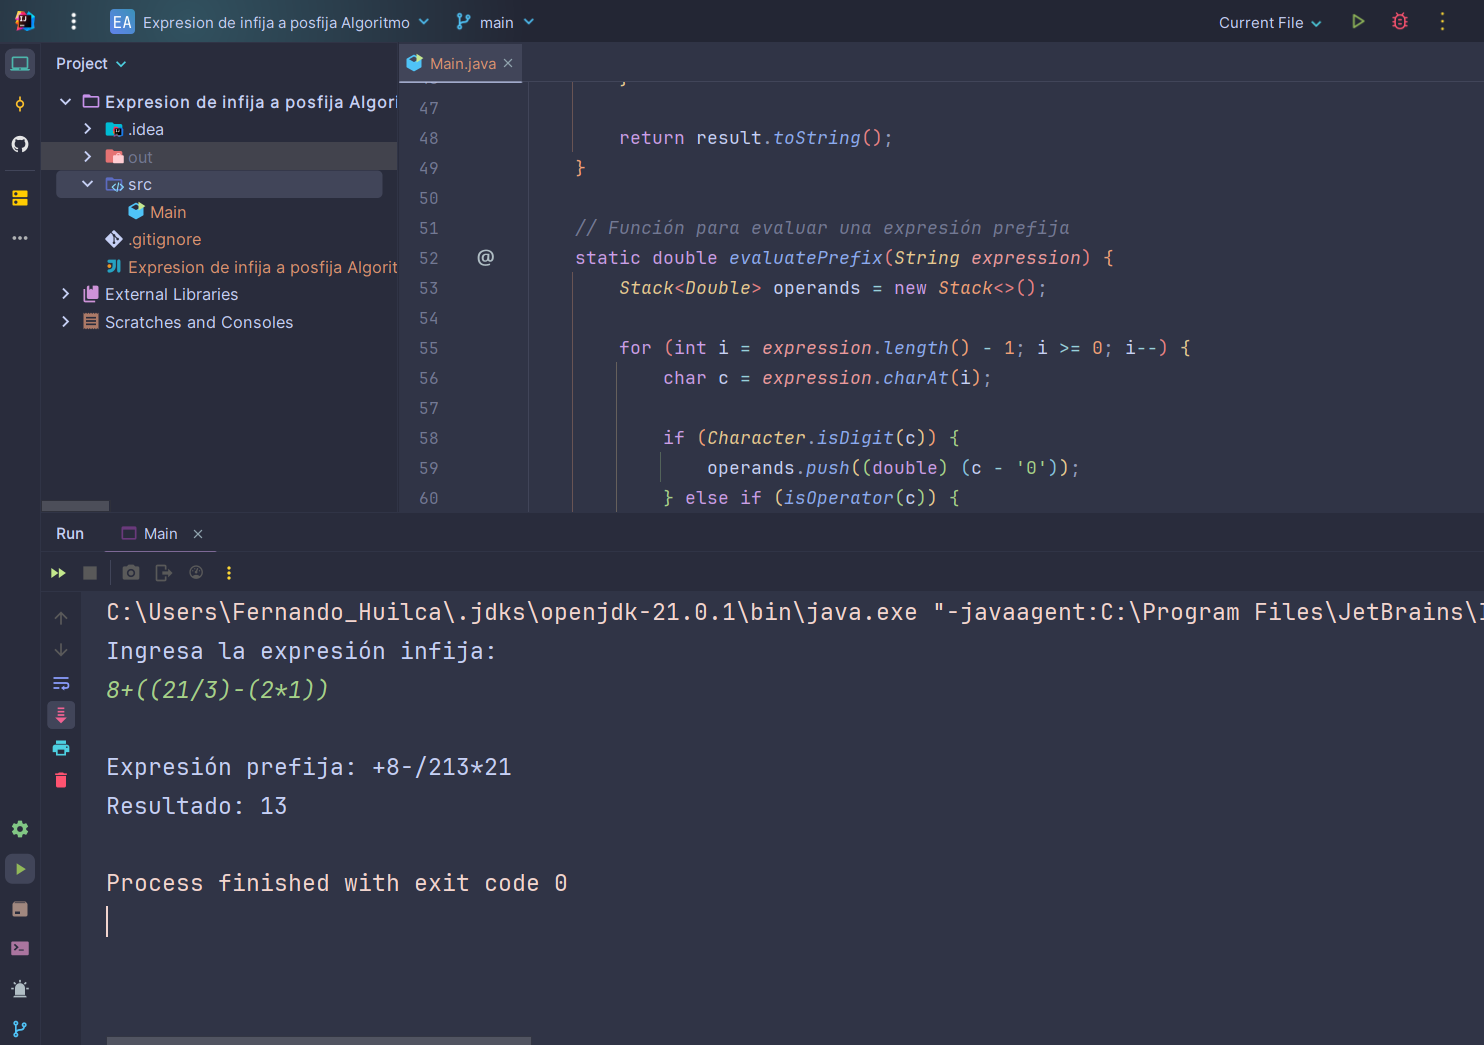 EA Expresion de infija a posfija Algoritmo main Current File
Project
Main.java
Expresion de infija a posfija Algori
.idea
out
src
Main
.gitignore
Expresion de infija a posfija Algorit
External Libraries
Scratches and Consoles
47
48 return result.toString();
49 }
50
51 // Función para evaluar una expresión prefija
52 @ static double evaluatePrefix(String expression) {
53 Stack<Double> operands = new Stack<>();
54
55 for (int i = expression.length() - 1; i >= 0; i--) {
56 char c = expression.charAt(i);
57
58 if (Character.isDigit(c)) {
59 operands.push((double) (c - '0'));
60 } else if (isOperator(c)) {
Run Main
C:\Users\Fernando_Huilca\.jdks\openjdk-21.0.1\bin\java.exe "-javaagent:C:\Program Files\JetBrains\
Ingresa la expresión infija:
8+((21/3)-(2*1))
Expresión prefija: +8-/213*21
Resultado: 13
Process finished with exit code 0